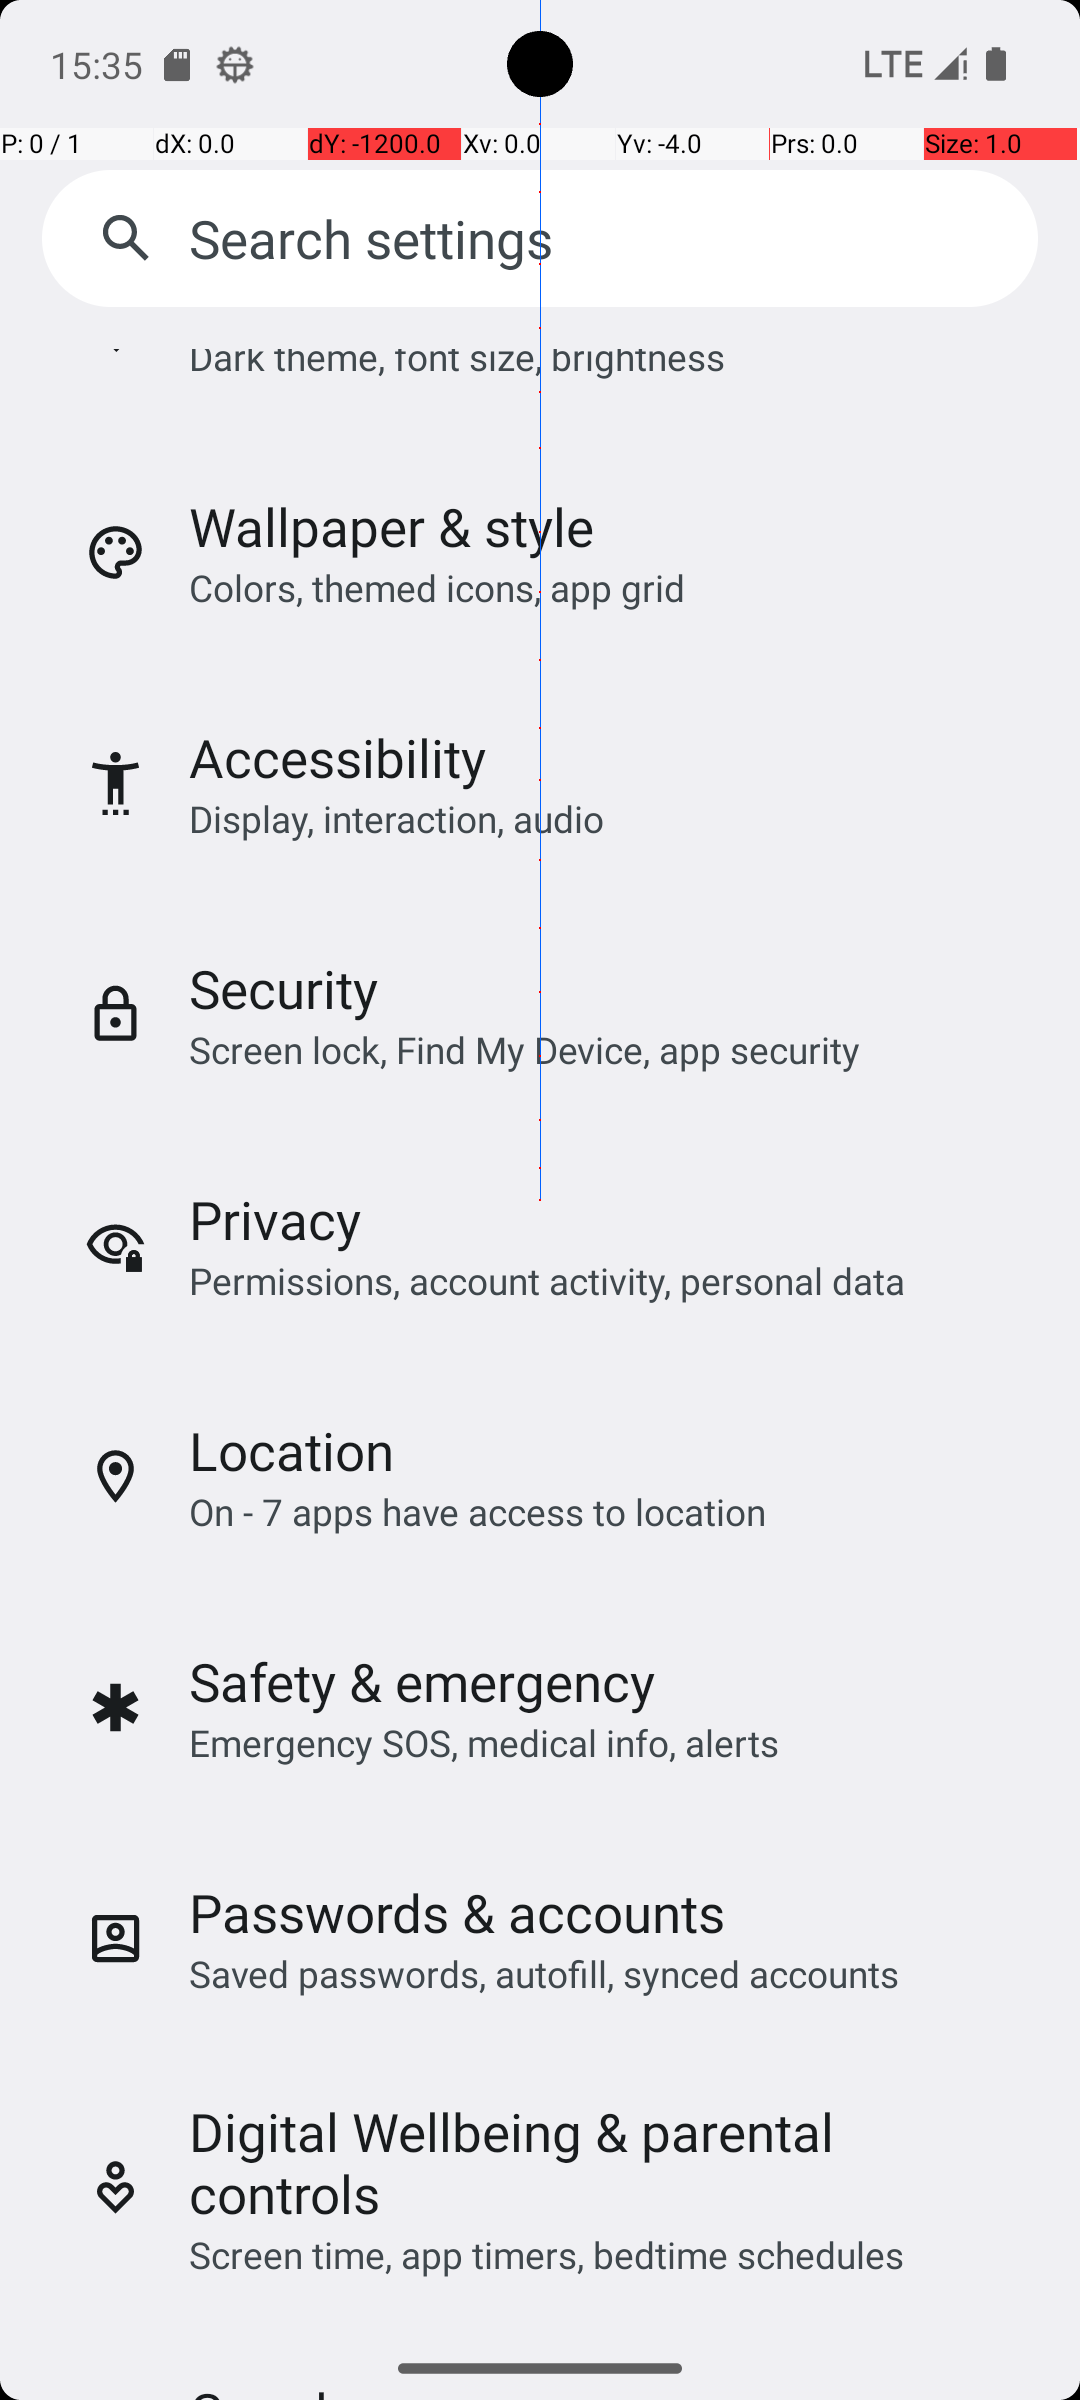 15:35 LTE
P: 0 / 1 dX: 0.0 dY: -1200.0 Xv: 0.0 Yv: -4.0 Prs: 0.0 Size: 1.0
Search settings
Dark theme, font size, brightness
Wallpaper & style
Colors, themed icons, app grid
Accessibility
Display, interaction, audio
Security
Screen lock, Find My Device, app security
Privacy
Permissions, account activity, personal data
Location
On - 7 apps have access to location
Safety & emergency
Emergency SOS, medical info, alerts
Passwords & accounts
Saved passwords, autofill, synced accounts
Digital Wellbeing & parental
controls
Screen time, app timers, bedtime schedules